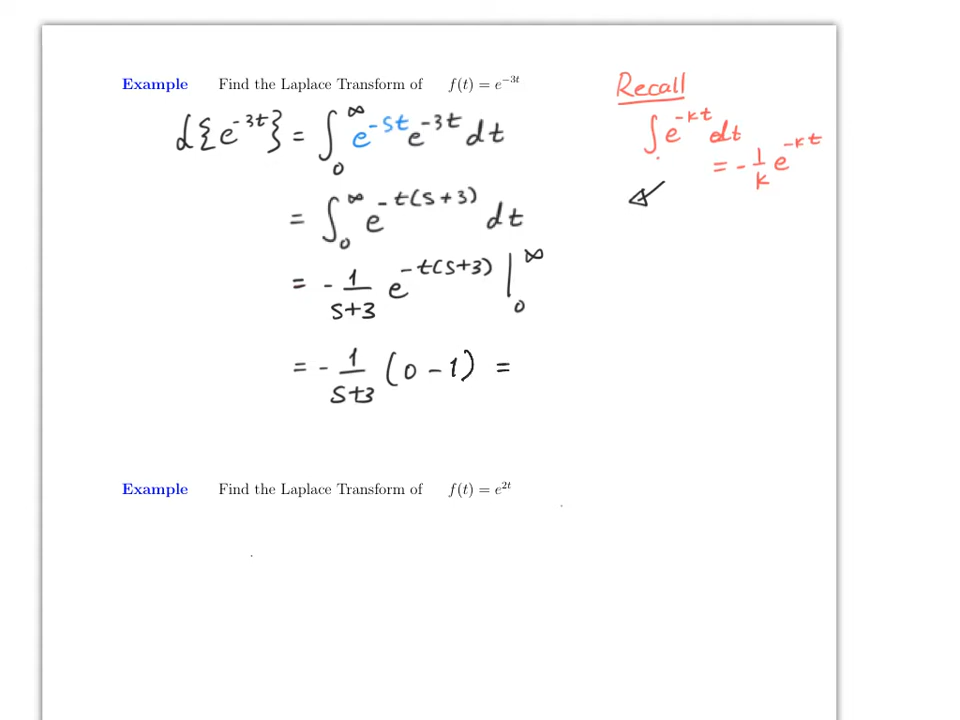 Example Find the Laplace Transform of f(t) = e^{-3t}
ℒ{e^{-3t}} = ∫_0^∞ e^{-st} e^{-3t} dt
= ∫_0^∞ e^{-t(s+3)} dt
= - 1/(s+3) e^{-t(s+3)} |_0^∞
= - 1/(s+3) (0 - 1) =
Recall
∫ e^{-kt} dt
= - 1/k e^{-kt}
Example Find the Laplace Transform of f(t) = e^{2t}